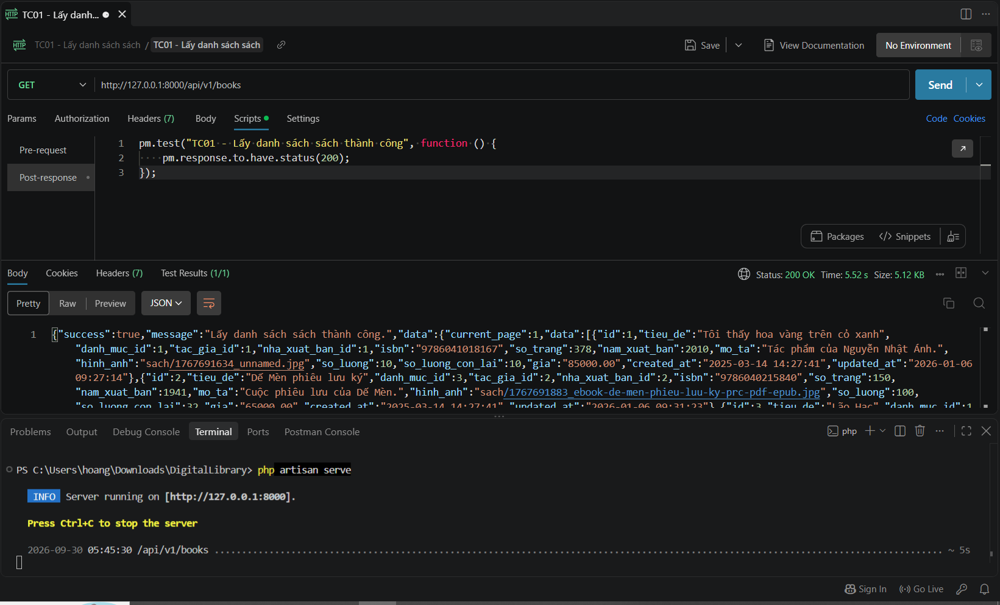 HTTP TC01 - Lấy danh...
HTTP TC01 - Lấy danh sách sách / TC01 - Lấy danh sách sách
Save
View Documentation
No Environment
GET
http://127.0.0.1:8000/api/v1/books
Send
Params Authorization Headers (7) Body Scripts Settings
Code Cookies
Pre-request
Post-response
1 pm.test("TC01 - Lấy danh sách sách thành công", function () {
2 pm.response.to.have.status(200);
3 });
Packages </> Snippets
Body Cookies Headers (7) Test Results (1/1)
Status: 200 OK Time: 5.52 s Size: 5.12 KB
Pretty Raw Preview JSON
1 {"success":true,"message":"Lấy danh sách sách thành công.","data":{"current_page":1,"data":[{"id":1,"tieu_de":"Tôi thấy hoa vàng trên cỏ xanh",
"danh_muc_id":1,"tac_gia_id":1,"nha_xuat_ban_id":1,"isbn":"9786041018167","so_trang":378,"nam_xuat_ban":2010,"mo_ta":"Tác phẩm của Nguyễn Nhật Ánh.",
"hinh_anh":"sach/1767691634_unnamed.jpg","so_luong":10,"so_luong_con_lai":10,"gia":"85000.00","created_at":"2025-03-14 14:27:41","updated_at":"2026-01-06
09:27:14"},{"id":2,"tieu_de":"Dế Mèn phiêu lưu ký","danh_muc_id":3,"tac_gia_id":2,"nha_xuat_ban_id":2,"isbn":"9786040215840","so_trang":150,
"nam_xuat_ban":1941,"mo_ta":"Cuộc phiêu lưu của Dế Mèn.","hinh_anh":"sach/1767691883_ebook-de-men-phieu-luu-ky-prc-pdf-epub.jpg","so_luong":100,
"so_luong_con_lai":32,"gia":"65000.00","created_at":"2025-03-14 14:27:41","updated_at":"2026-01-06 09:31:23"},{"id":3,"tieu_de":"Lão Hạc","danh_muc_id":1
Problems Output Debug Console Terminal Ports Postman Console
php
PS C:\Users\hoang\Downloads\DigitalLibrary> php artisan serve
INFO Server running on [http://127.0.0.1:8000].
Press Ctrl+C to stop the server
2026-09-30 05:45:30 /api/v1/books ........ ~ 5s
Sign In Go Live